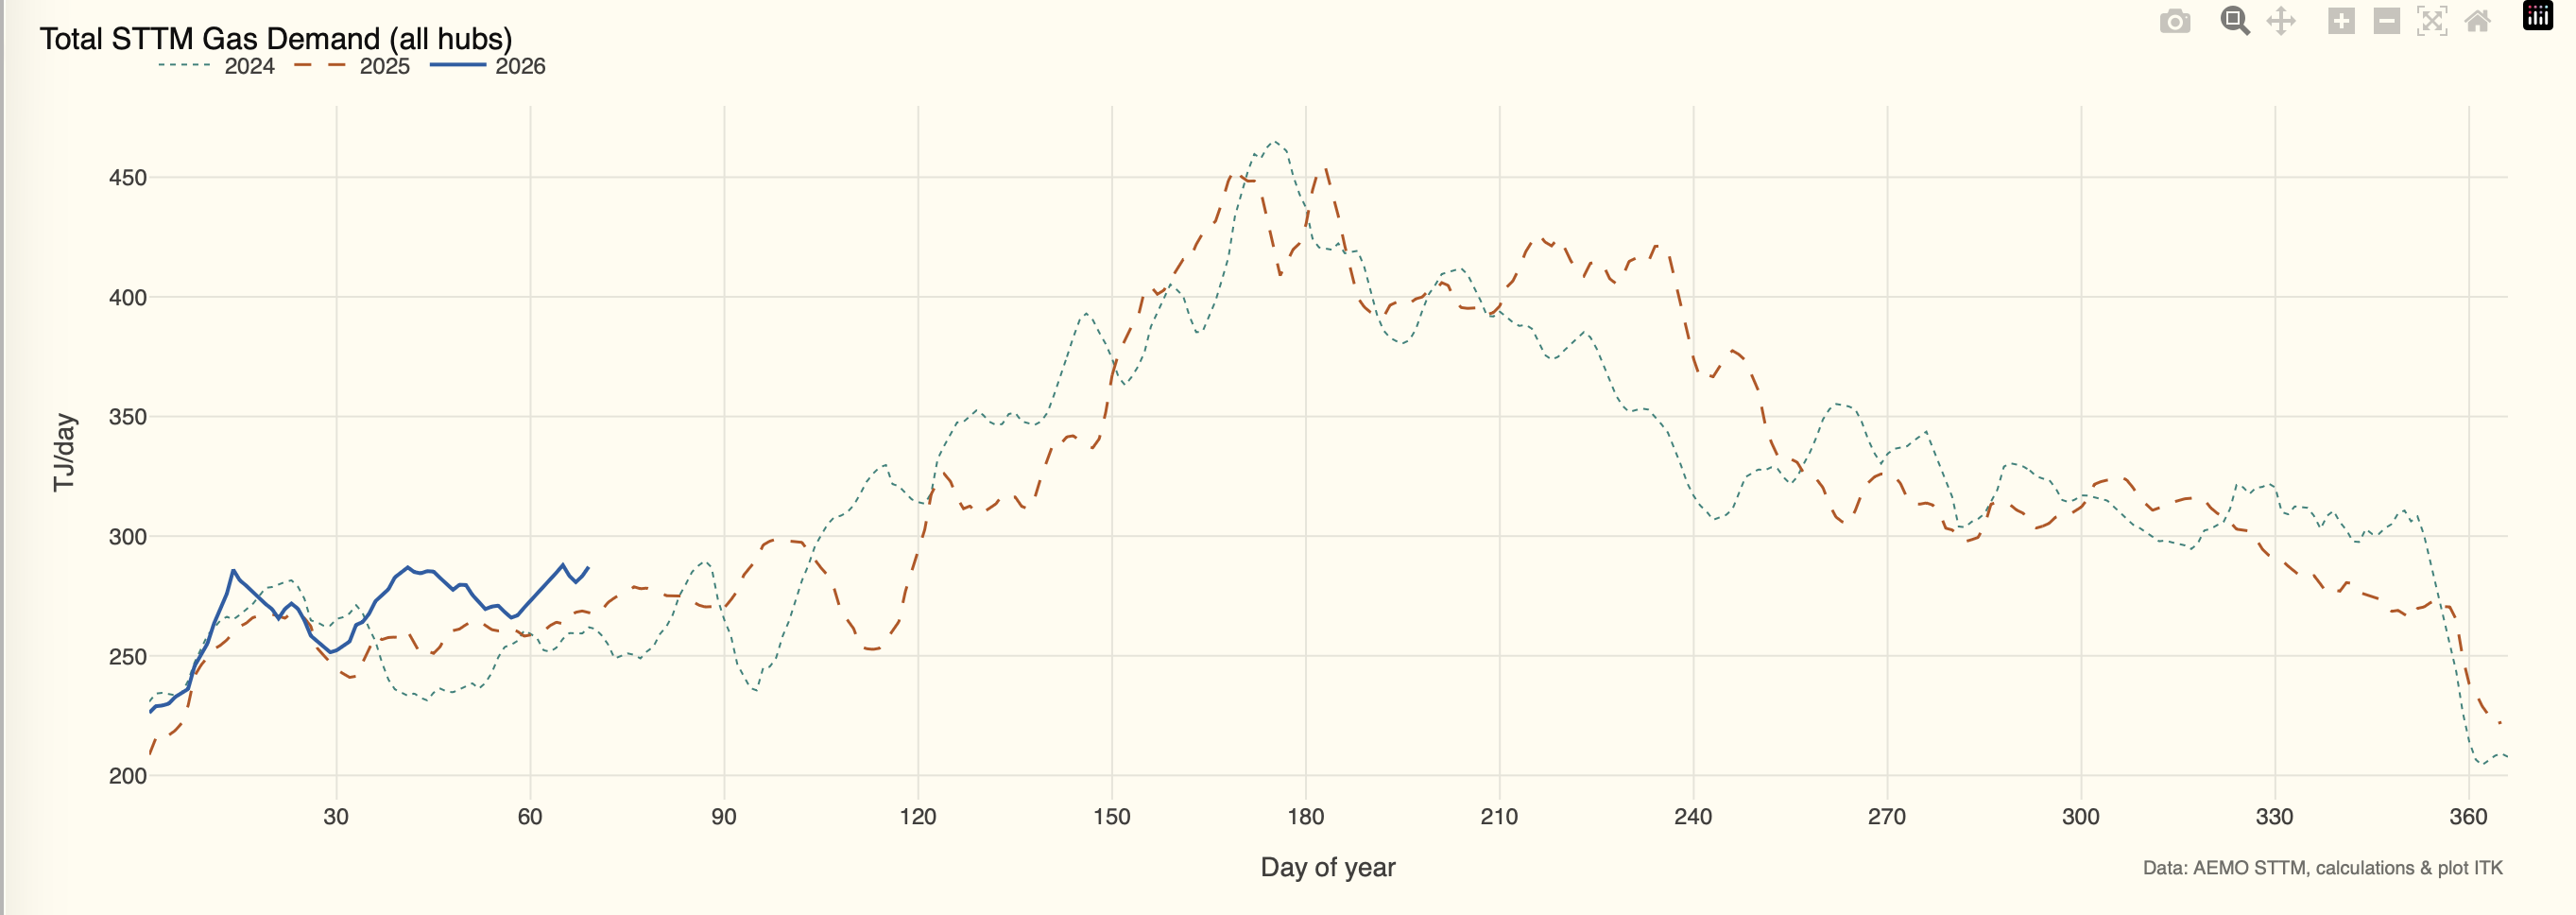 Total STTM Gas Demand (all hubs)
2024 2025 2026
450
400
350
300
250
200
TJ/day
30 60 90 120 150 180 210 240 270 300 330 360
Day of year
Data: AEMO STTM, calculations & plot ITK